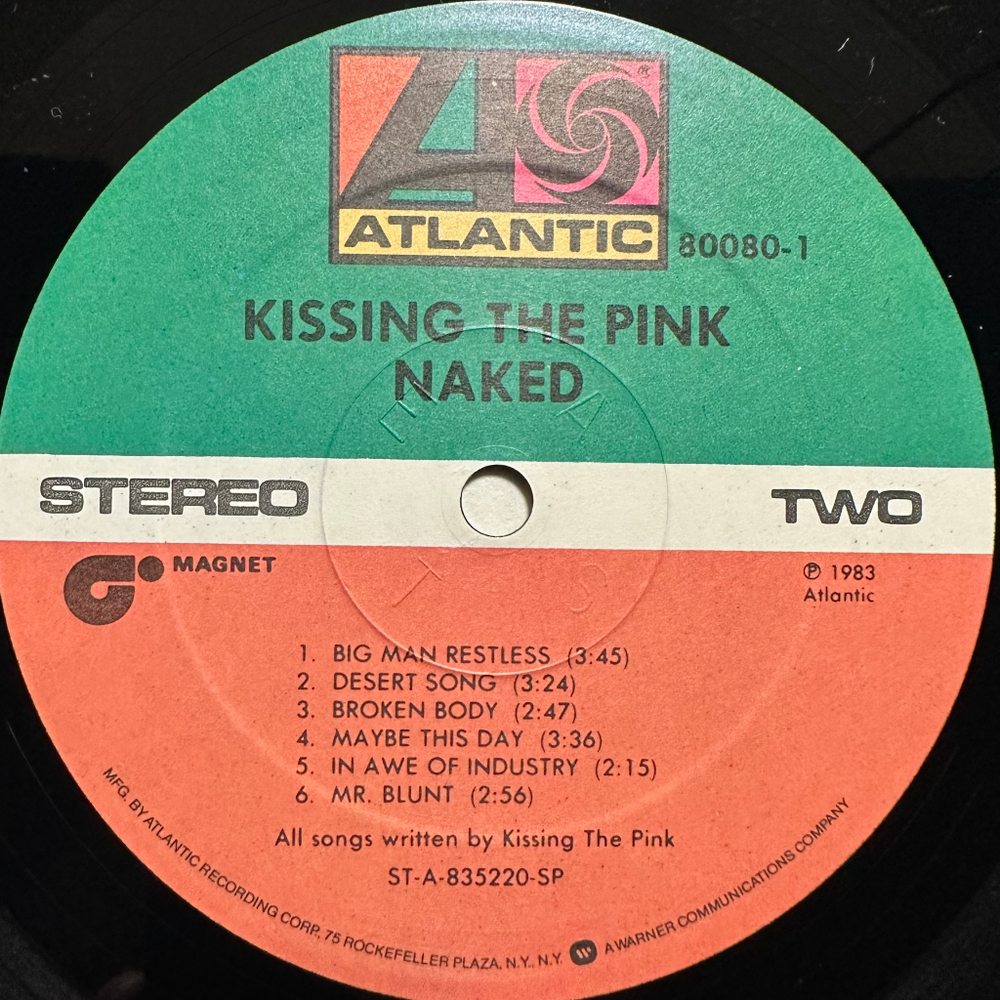 ATLANTIC
®
80080-1
KISSING THE PINK
NAKED
STEREO
TWO
MAGNET
℗ 1983
Atlantic
1. BIG MAN RESTLESS (3:45)
2. DESERT SONG (3:24)
3. BROKEN BODY (2:47)
4. MAYBE THIS DAY (3:36)
5. IN AWE OF INDUSTRY (2:15)
6. MR. BLUNT (2:56)
All songs written by Kissing The Pink
ST-A-835220-SP
MFG. BY ATLANTIC RECORDING CORP., 75 ROCKEFELLER PLAZA, N.Y., N.Y. A WARNER COMMUNICATIONS COMPANY